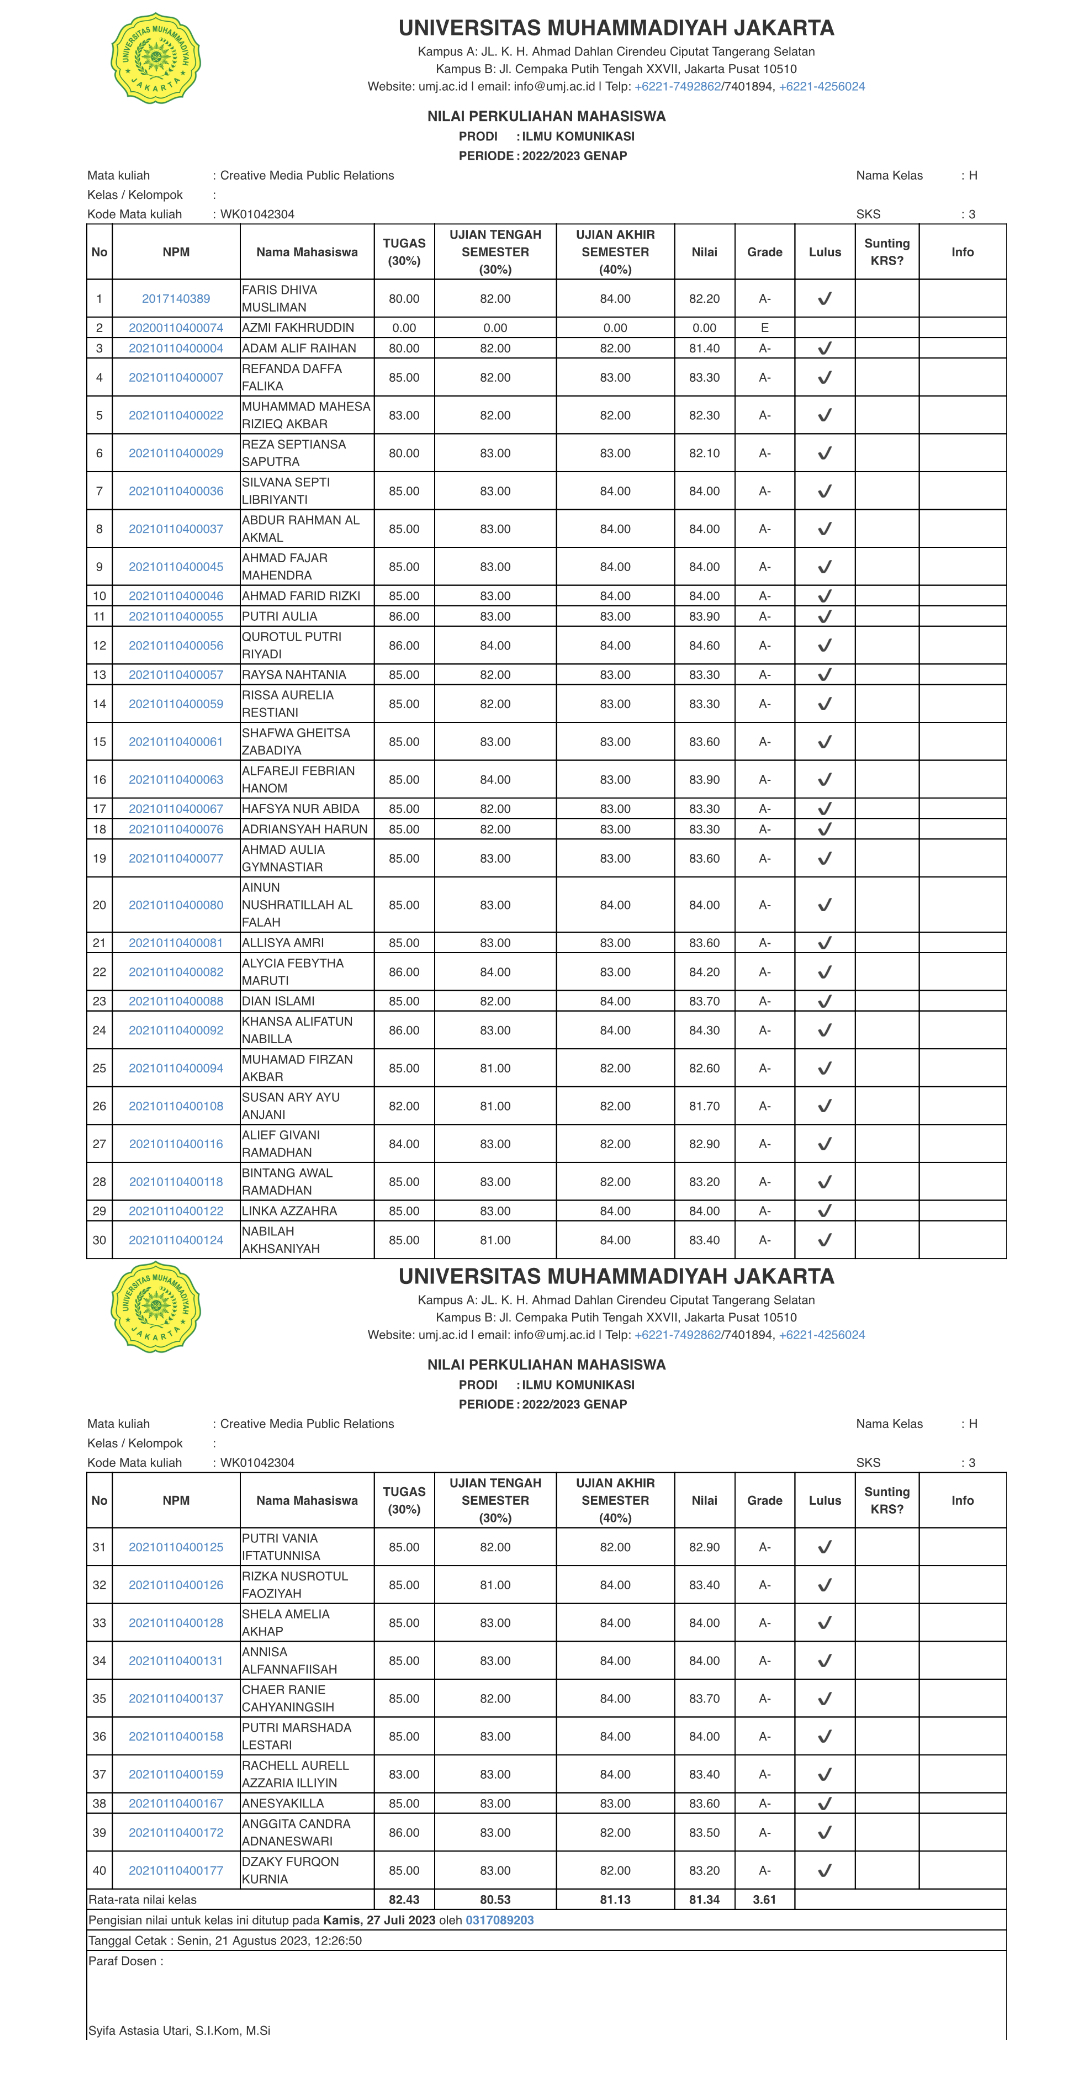 UNIVERSITAS MUHAMMADIYAH JAKARTA
Kampus A: JL. K. H. Ahmad Dahlan Cirendeu Ciputat Tangerang Selatan
Kampus B: Jl. Cempaka Putih Tengah XXVII, Jakarta Pusat 10510
Website: umj.ac.id I email: info@umj.ac.id | Telp: +6221-7492862/7401894, +6221-4256024
UNIVERSITAS MUHAMMADIYAH
JAKARTA
NILAI PERKULIAHAN MAHASISWA
PRODI : ILMU KOMUNIKASI
PERIODE : 2022/2023 GENAP
Mata kuliah : Creative Media Public Relations Nama Kelas : H
Kelas / Kelompok :
Kode Mata kuliah : WK01042304 SKS : 3
No NPM Nama Mahasiswa TUGAS (30%) UJIAN TENGAH SEMESTER (30%) UJIAN AKHIR SEMESTER (40%) Nilai Grade Lulus Sunting KRS? Info
1 2017140389 FARIS DHIVA MUSLIMAN 80.00 82.00 84.00 82.20 A- ✔
2 20200110400074 AZMI FAKHRUDDIN 0.00 0.00 0.00 0.00 E
3 20210110400004 ADAM ALIF RAIHAN 80.00 82.00 82.00 81.40 A- ✔
4 20210110400007 REFANDA DAFFA FALIKA 85.00 82.00 83.00 83.30 A- ✔
5 20210110400022 MUHAMMAD MAHESA RIZIEQ AKBAR 83.00 82.00 82.00 82.30 A- ✔
6 20210110400029 REZA SEPTIANSA SAPUTRA 80.00 83.00 83.00 82.10 A- ✔
7 20210110400036 SILVANA SEPTI LIBRIYANTI 85.00 83.00 84.00 84.00 A- ✔
8 20210110400037 ABDUR RAHMAN AL AKMAL 85.00 83.00 84.00 84.00 A- ✔
9 20210110400045 AHMAD FAJAR MAHENDRA 85.00 83.00 84.00 84.00 A- ✔
10 20210110400046 AHMAD FARID RIZKI 85.00 83.00 84.00 84.00 A- ✔
11 20210110400055 PUTRI AULIA 86.00 83.00 83.00 83.90 A- ✔
12 20210110400056 QUROTUL PUTRI RIYADI 86.00 84.00 84.00 84.60 A- ✔
13 20210110400057 RAYSA NAHTANIA 85.00 82.00 83.00 83.30 A- ✔
14 20210110400059 RISSA AURELIA RESTIANI 85.00 82.00 83.00 83.30 A- ✔
15 20210110400061 SHAFWA GHEITSA ZABADIYA 85.00 83.00 83.00 83.60 A- ✔
16 20210110400063 ALFAREJI FEBRIAN HANOM 85.00 84.00 83.00 83.90 A- ✔
17 20210110400067 HAFSYA NUR ABIDA 85.00 82.00 83.00 83.30 A- ✔
18 20210110400076 ADRIANSYAH HARUN 85.00 82.00 83.00 83.30 A- ✔
19 20210110400077 AHMAD AULIA GYMNASTIAR 85.00 83.00 83.00 83.60 A- ✔
20 20210110400080 AINUN NUSHRATILLAH AL FALAH 85.00 83.00 84.00 84.00 A- ✔
21 20210110400081 ALLISYA AMRI 85.00 83.00 83.00 83.60 A- ✔
22 20210110400082 ALYCIA FEBYTHA MARUTI 86.00 84.00 83.00 84.20 A- ✔
23 20210110400088 DIAN ISLAMI 85.00 82.00 84.00 83.70 A- ✔
24 20210110400092 KHANSA ALIFATUN NABILLA 86.00 83.00 84.00 84.30 A- ✔
25 20210110400094 MUHAMAD FIRZAN AKBAR 85.00 81.00 82.00 82.60 A- ✔
26 20210110400108 SUSAN ARY AYU ANJANI 82.00 81.00 82.00 81.70 A- ✔
27 20210110400116 ALIEF GIVANI RAMADHAN 84.00 83.00 82.00 82.90 A- ✔
28 20210110400118 BINTANG AWAL RAMADHAN 85.00 83.00 82.00 83.20 A- ✔
29 20210110400122 LINKA AZZAHRA 85.00 83.00 84.00 84.00 A- ✔
30 20210110400124 NABILAH AKHSANIYAH 85.00 81.00 84.00 83.40 A- ✔
UNIVERSITAS MUHAMMADIYAH JAKARTA
Kampus A: JL. K. H. Ahmad Dahlan Cirendeu Ciputat Tangerang Selatan
Kampus B: Jl. Cempaka Putih Tengah XXVII, Jakarta Pusat 10510
Website: umj.ac.id I email: info@umj.ac.id | Telp: +6221-7492862/7401894, +6221-4256024
UNIVERSITAS MUHAMMADIYAH
JAKARTA
NILAI PERKULIAHAN MAHASISWA
PRODI : ILMU KOMUNIKASI
PERIODE : 2022/2023 GENAP
Mata kuliah : Creative Media Public Relations Nama Kelas : H
Kelas / Kelompok :
Kode Mata kuliah : WK01042304 SKS : 3
No NPM Nama Mahasiswa TUGAS (30%) UJIAN TENGAH SEMESTER (30%) UJIAN AKHIR SEMESTER (40%) Nilai Grade Lulus Sunting KRS? Info
31 20210110400125 PUTRI VANIA IFTATUNNISA 85.00 82.00 82.00 82.90 A- ✔
32 20210110400126 RIZKA NUSROTUL FAOZIYAH 85.00 81.00 84.00 83.40 A- ✔
33 20210110400128 SHELA AMELIA AKHAP 85.00 83.00 84.00 84.00 A- ✔
34 20210110400131 ANNISA ALFANNAFIISAH 85.00 83.00 84.00 84.00 A- ✔
35 20210110400137 CHAER RANIE CAHYANINGSIH 85.00 82.00 84.00 83.70 A- ✔
36 20210110400158 PUTRI MARSHADA LESTARI 85.00 83.00 84.00 84.00 A- ✔
37 20210110400159 RACHELL AURELL AZZARIA ILLIYIN 83.00 83.00 84.00 83.40 A- ✔
38 20210110400167 ANESYAKILLA 85.00 83.00 83.00 83.60 A- ✔
39 20210110400172 ANGGITA CANDRA ADNANESWARI 86.00 83.00 82.00 83.50 A- ✔
40 20210110400177 DZAKY FURQON KURNIA 85.00 83.00 82.00 83.20 A- ✔
Rata-rata nilai kelas 82.43 80.53 81.13 81.34 3.61
Pengisian nilai untuk kelas ini ditutup pada Kamis, 27 Juli 2023 oleh 0317089203
Tanggal Cetak : Senin, 21 Agustus 2023, 12:26:50
Paraf Dosen :
Syifa Astasia Utari, S.I.Kom, M.Si